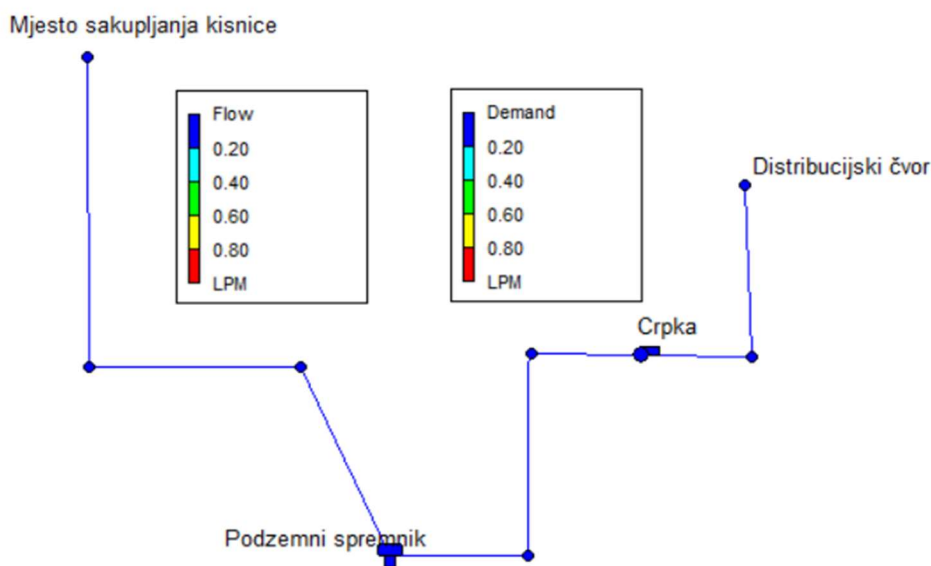 Mjesto sakupljanja kisnice
Flow
0.20
0.40
0.60
0.80
LPM
Demand
0.20
0.40
0.60
0.80
LPM
Distribucijski čvor
Crpka
Podzemni spremnik